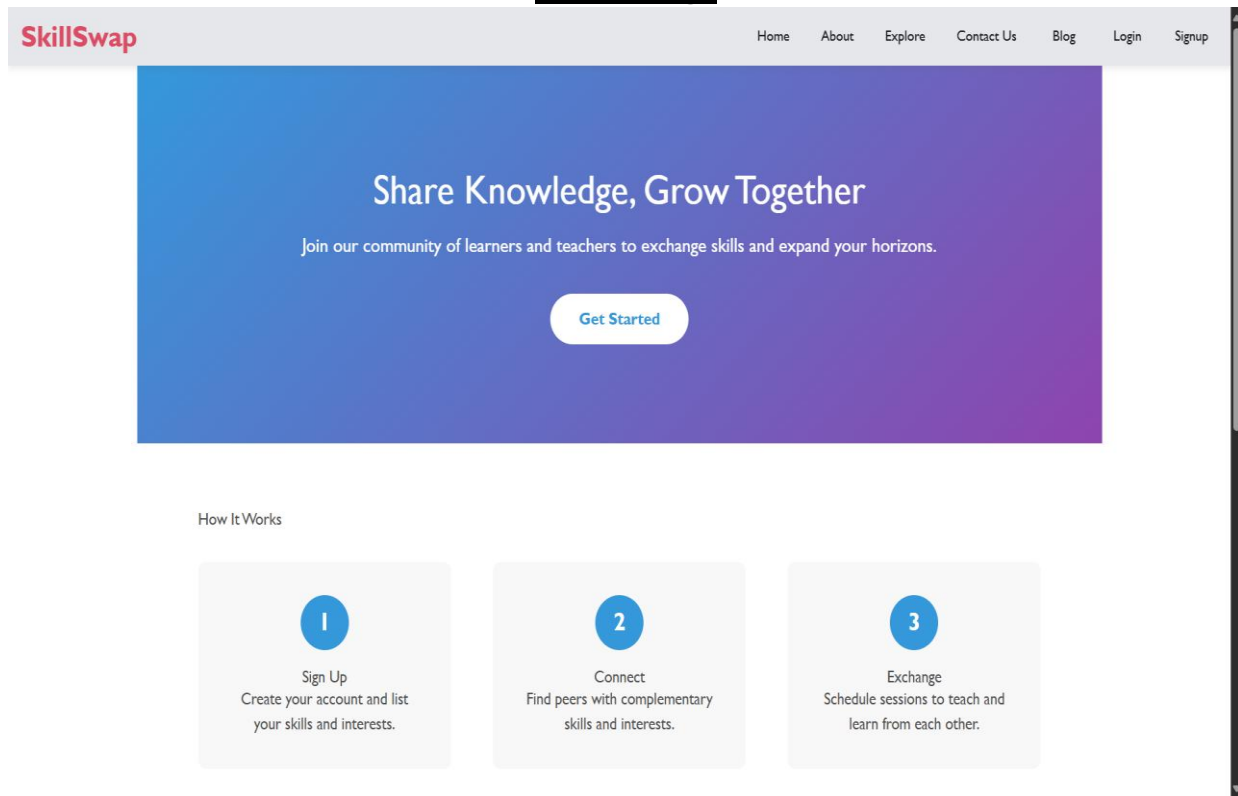 SkillSwap
Home About Explore Contact Us Blog Login Signup
Share Knowledge, Grow Together
Join our community of learners and teachers to exchange skills and expand your horizons.
Get Started
How It Works
1
Sign Up
Create your account and list
your skills and interests.
2
Connect
Find peers with complementary
skills and interests.
3
Exchange
Schedule sessions to teach and
learn from each other.